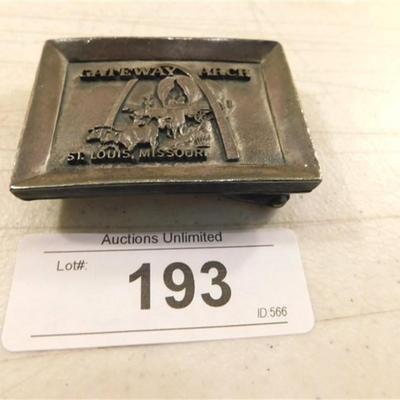 GATEWAY ARCH
ST. LOUIS, MISSOURI
Auctions Unlimited
Lot#:
193
ID:566